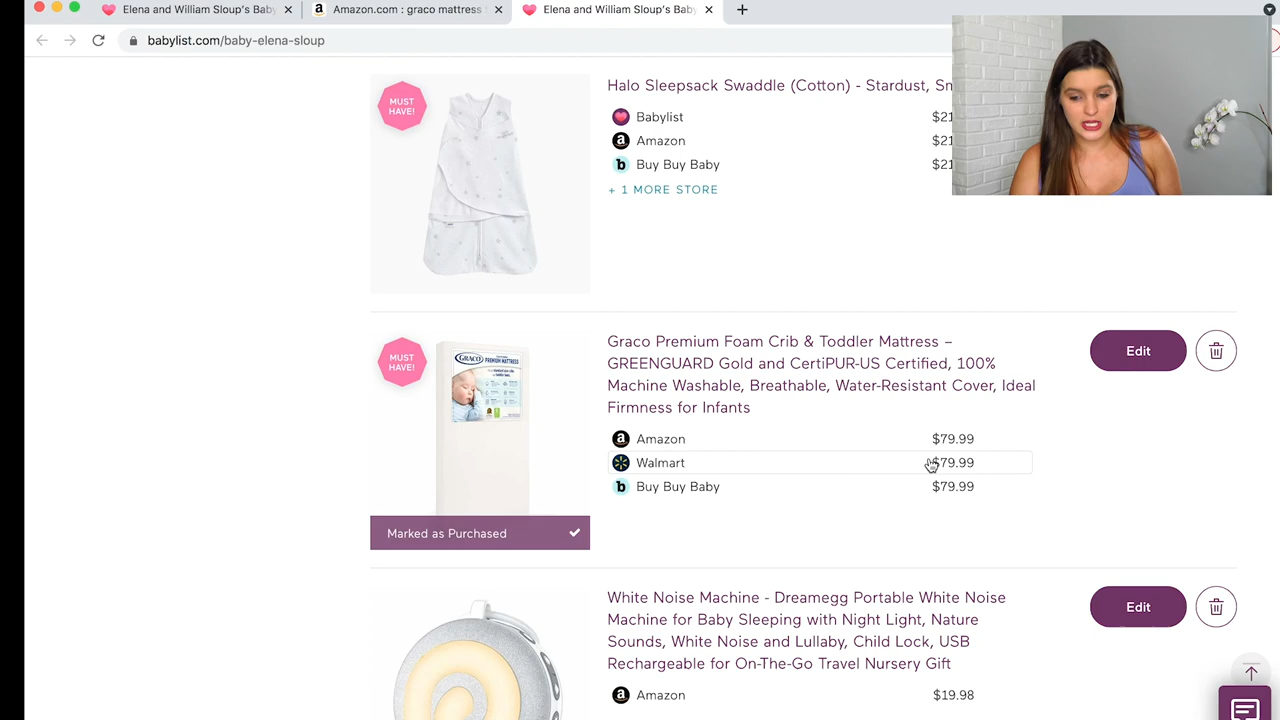 Elena and William Sloup's Baby
Amazon.com : graco mattress
Elena and William Sloup's Baby
babylist.com/baby-elena-sloup
MUST
HAVE!
Halo Sleepsack Swaddle (Cotton) - Stardust,
Babylist
$21
Amazon
$21
Buy Buy Baby
$21
+ 1 MORE STORE
MUST
HAVE!
GRACO
PREMIUM MATTRESS
Graco Premium Foam Crib & Toddler Mattress –
GREENGUARD Gold and CertiPUR-US Certified, 100%
Machine Washable, Breathable, Water-Resistant Cover, Ideal
Firmness for Infants
Edit
Amazon
$79.99
Walmart
$79.99
Buy Buy Baby
$79.99
Marked as Purchased
White Noise Machine - Dreamegg Portable White Noise
Machine for Baby Sleeping with Night Light, Nature
Sounds, White Noise and Lullaby, Child Lock, USB
Rechargeable for On-The-Go Travel Nursery Gift
Edit
Amazon
$19.98